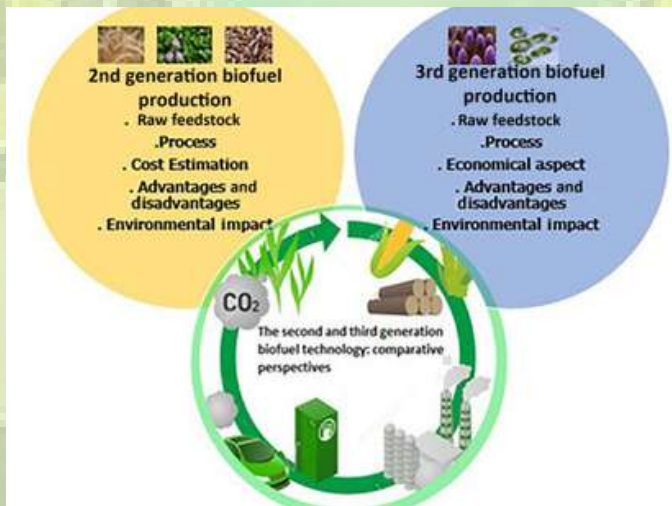 2nd generation biofuel
production
. Raw feedstock
.Process
. Cost Estimation
. Advantages and
disadvantages
. Environmental impact
3rd generation biofuel
production
. Raw feedstock
.Process
. Economical aspect
. Advantages and
disadvantages
. Environmental impact
CO2
The second and third generation
biofuel technology: comparative
perspectives